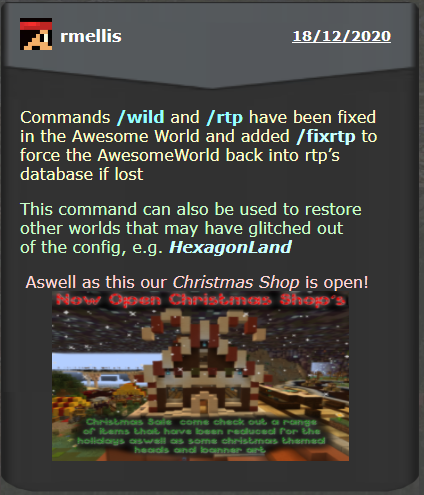 rmellis
18/12/2020
Commands /wild and /rtp have been fixed
in the Awesome World and added /fixrtp to
force the AwesomeWorld back into rtp's
database if lost
This command can also be used to restore
other worlds that may have glitched out
of the config, e.g. HexagonLand
Aswell as this our Christmas Shop is open!
Now Open Christmas Shop's
Christmas Sale come check out a range
of items that have been reduced for the
holidays aswell as some christmas themed
heads and banner art